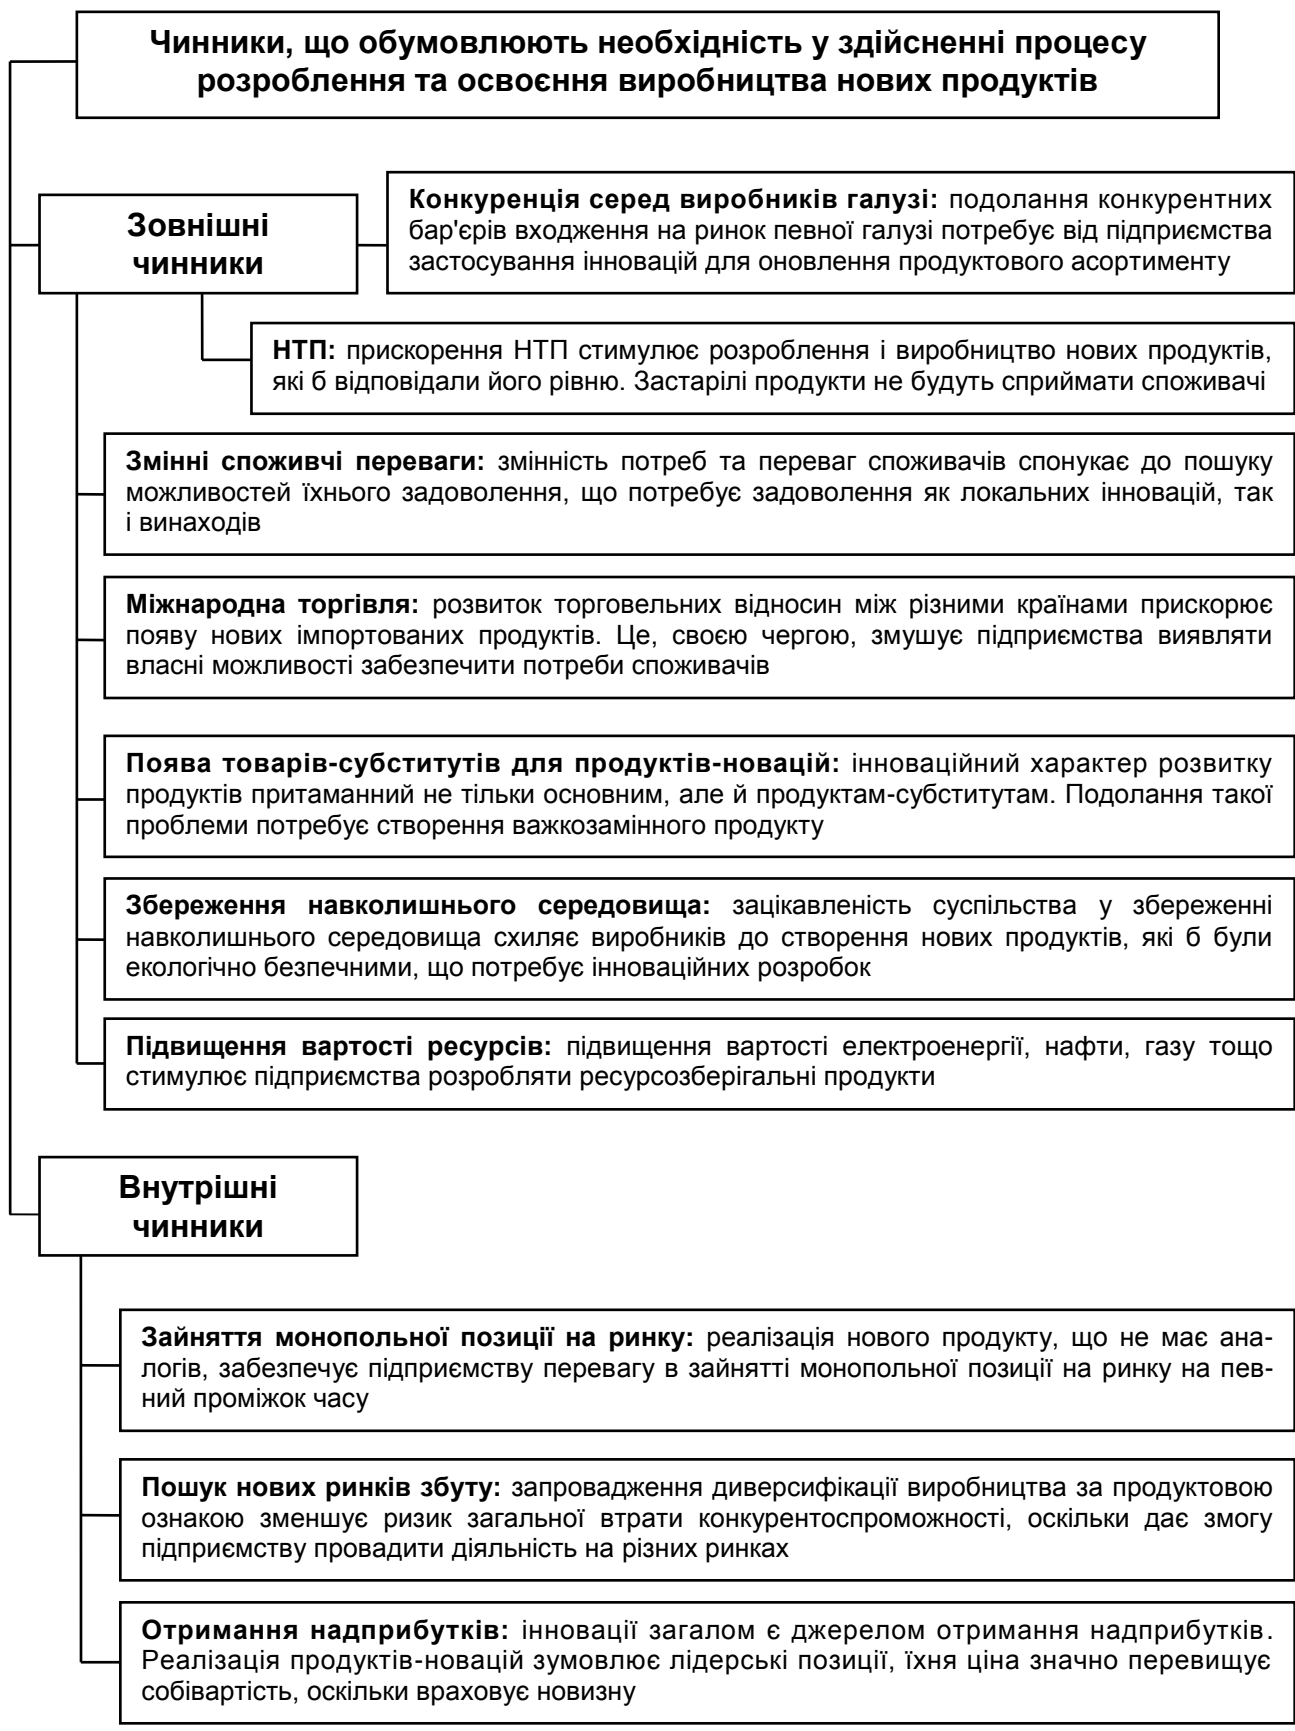 Чинники, що обумовлюють необхідність у здійсненні процесу
розроблення та освоєння виробництва нових продуктів
Зовнішні
чинники
Конкуренція серед виробників галузі: подолання конкурентних
бар'єрів входження на ринок певної галузі потребує від підприємства
застосування інновацій для оновлення продуктового асортименту
НТП: прискорення НТП стимулює розроблення і виробництво нових продуктів,
які б відповідали його рівню. Застарілі продукти не будуть сприймати споживачі
Змінні споживчі переваги: змінність потреб та переваг споживачів спонукає до пошуку
можливостей їхнього задоволення, що потребує задоволення як локальних інновацій, так
і винаходів
Міжнародна торгівля: розвиток торговельних відносин між різними країнами прискорює
появу нових імпортованих продуктів. Це, своєю чергою, змушує підприємства виявляти
власні можливості забезпечити потреби споживачів
Поява товарів-субститутів для продуктів-новацій: інноваційний характер розвитку
продуктів притаманний не тільки основним, але й продуктам-субститутам. Подолання такої
проблеми потребує створення важкозамінного продукту
Збереження навколишнього середовища: зацікавленість суспільства у збереженні
навколишнього середовища схиляє виробників до створення нових продуктів, які б були
екологічно безпечними, що потребує інноваційних розробок
Підвищення вартості ресурсів: підвищення вартості електроенергії, нафти, газу тощо
стимулює підприємства розробляти ресурсозберігальні продукти
Внутрішні
чинники
Зайняття монопольної позиції на ринку: реалізація нового продукту, що не має ана-
логів, забезпечує підприємству перевагу в зайнятті монопольної позиції на ринку на пев-
ний проміжок часу
Пошук нових ринків збуту: запровадження диверсифікації виробництва за продуктовою
ознакою зменшує ризик загальної втрати конкурентоспроможності, оскільки дає змогу
підприємству провадити діяльність на різних ринках
Отримання надприбутків: інновації загалом є джерелом отримання надприбутків.
Реалізація продуктів-новацій зумовлює лідерські позиції, їхня ціна значно перевищує
собівартість, оскільки враховує новизну